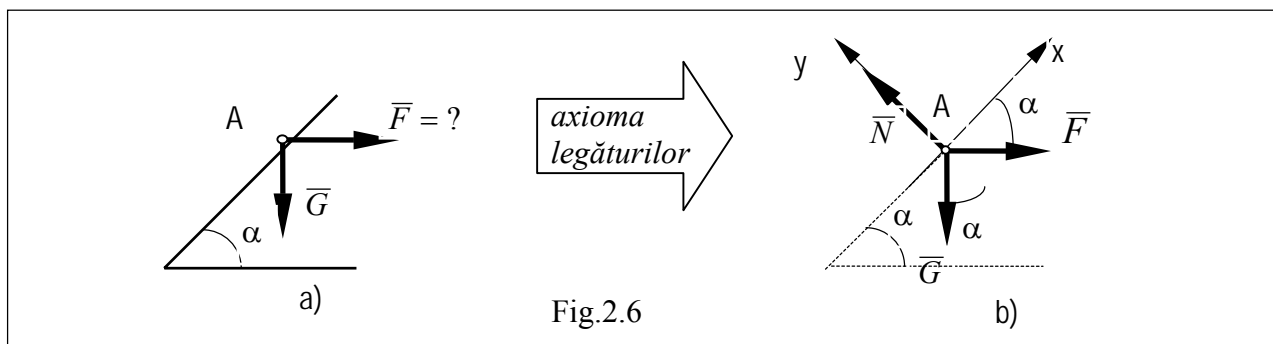 A
F̅ = ?
G̅
α
a)
axioma
legăturilor
Fig.2.6
y
x
A
α
N̅
F̅
α
α
G̅
b)